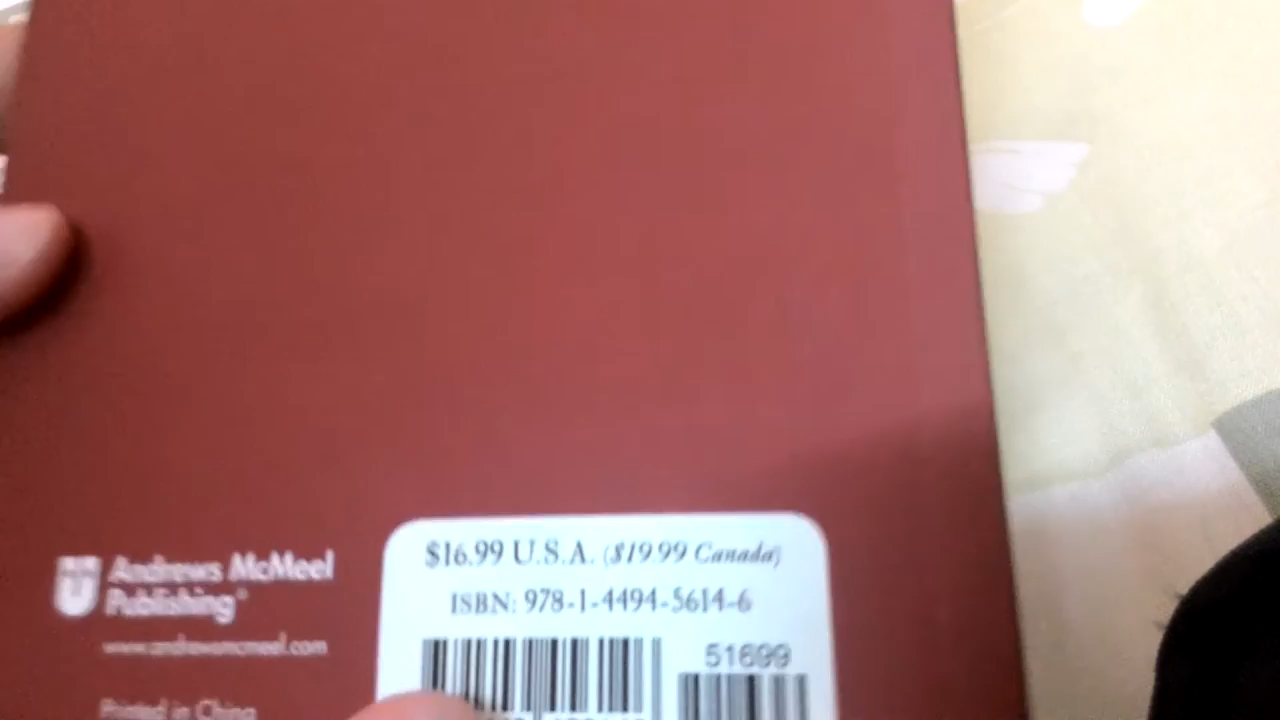 $16.99 U.S.A. ($19.99 Canada)
ISBN: 978-1-4494-5614-6
51699
Andrews McMeel
Publishing
www.andrewsmcmeel.com
Printed in China